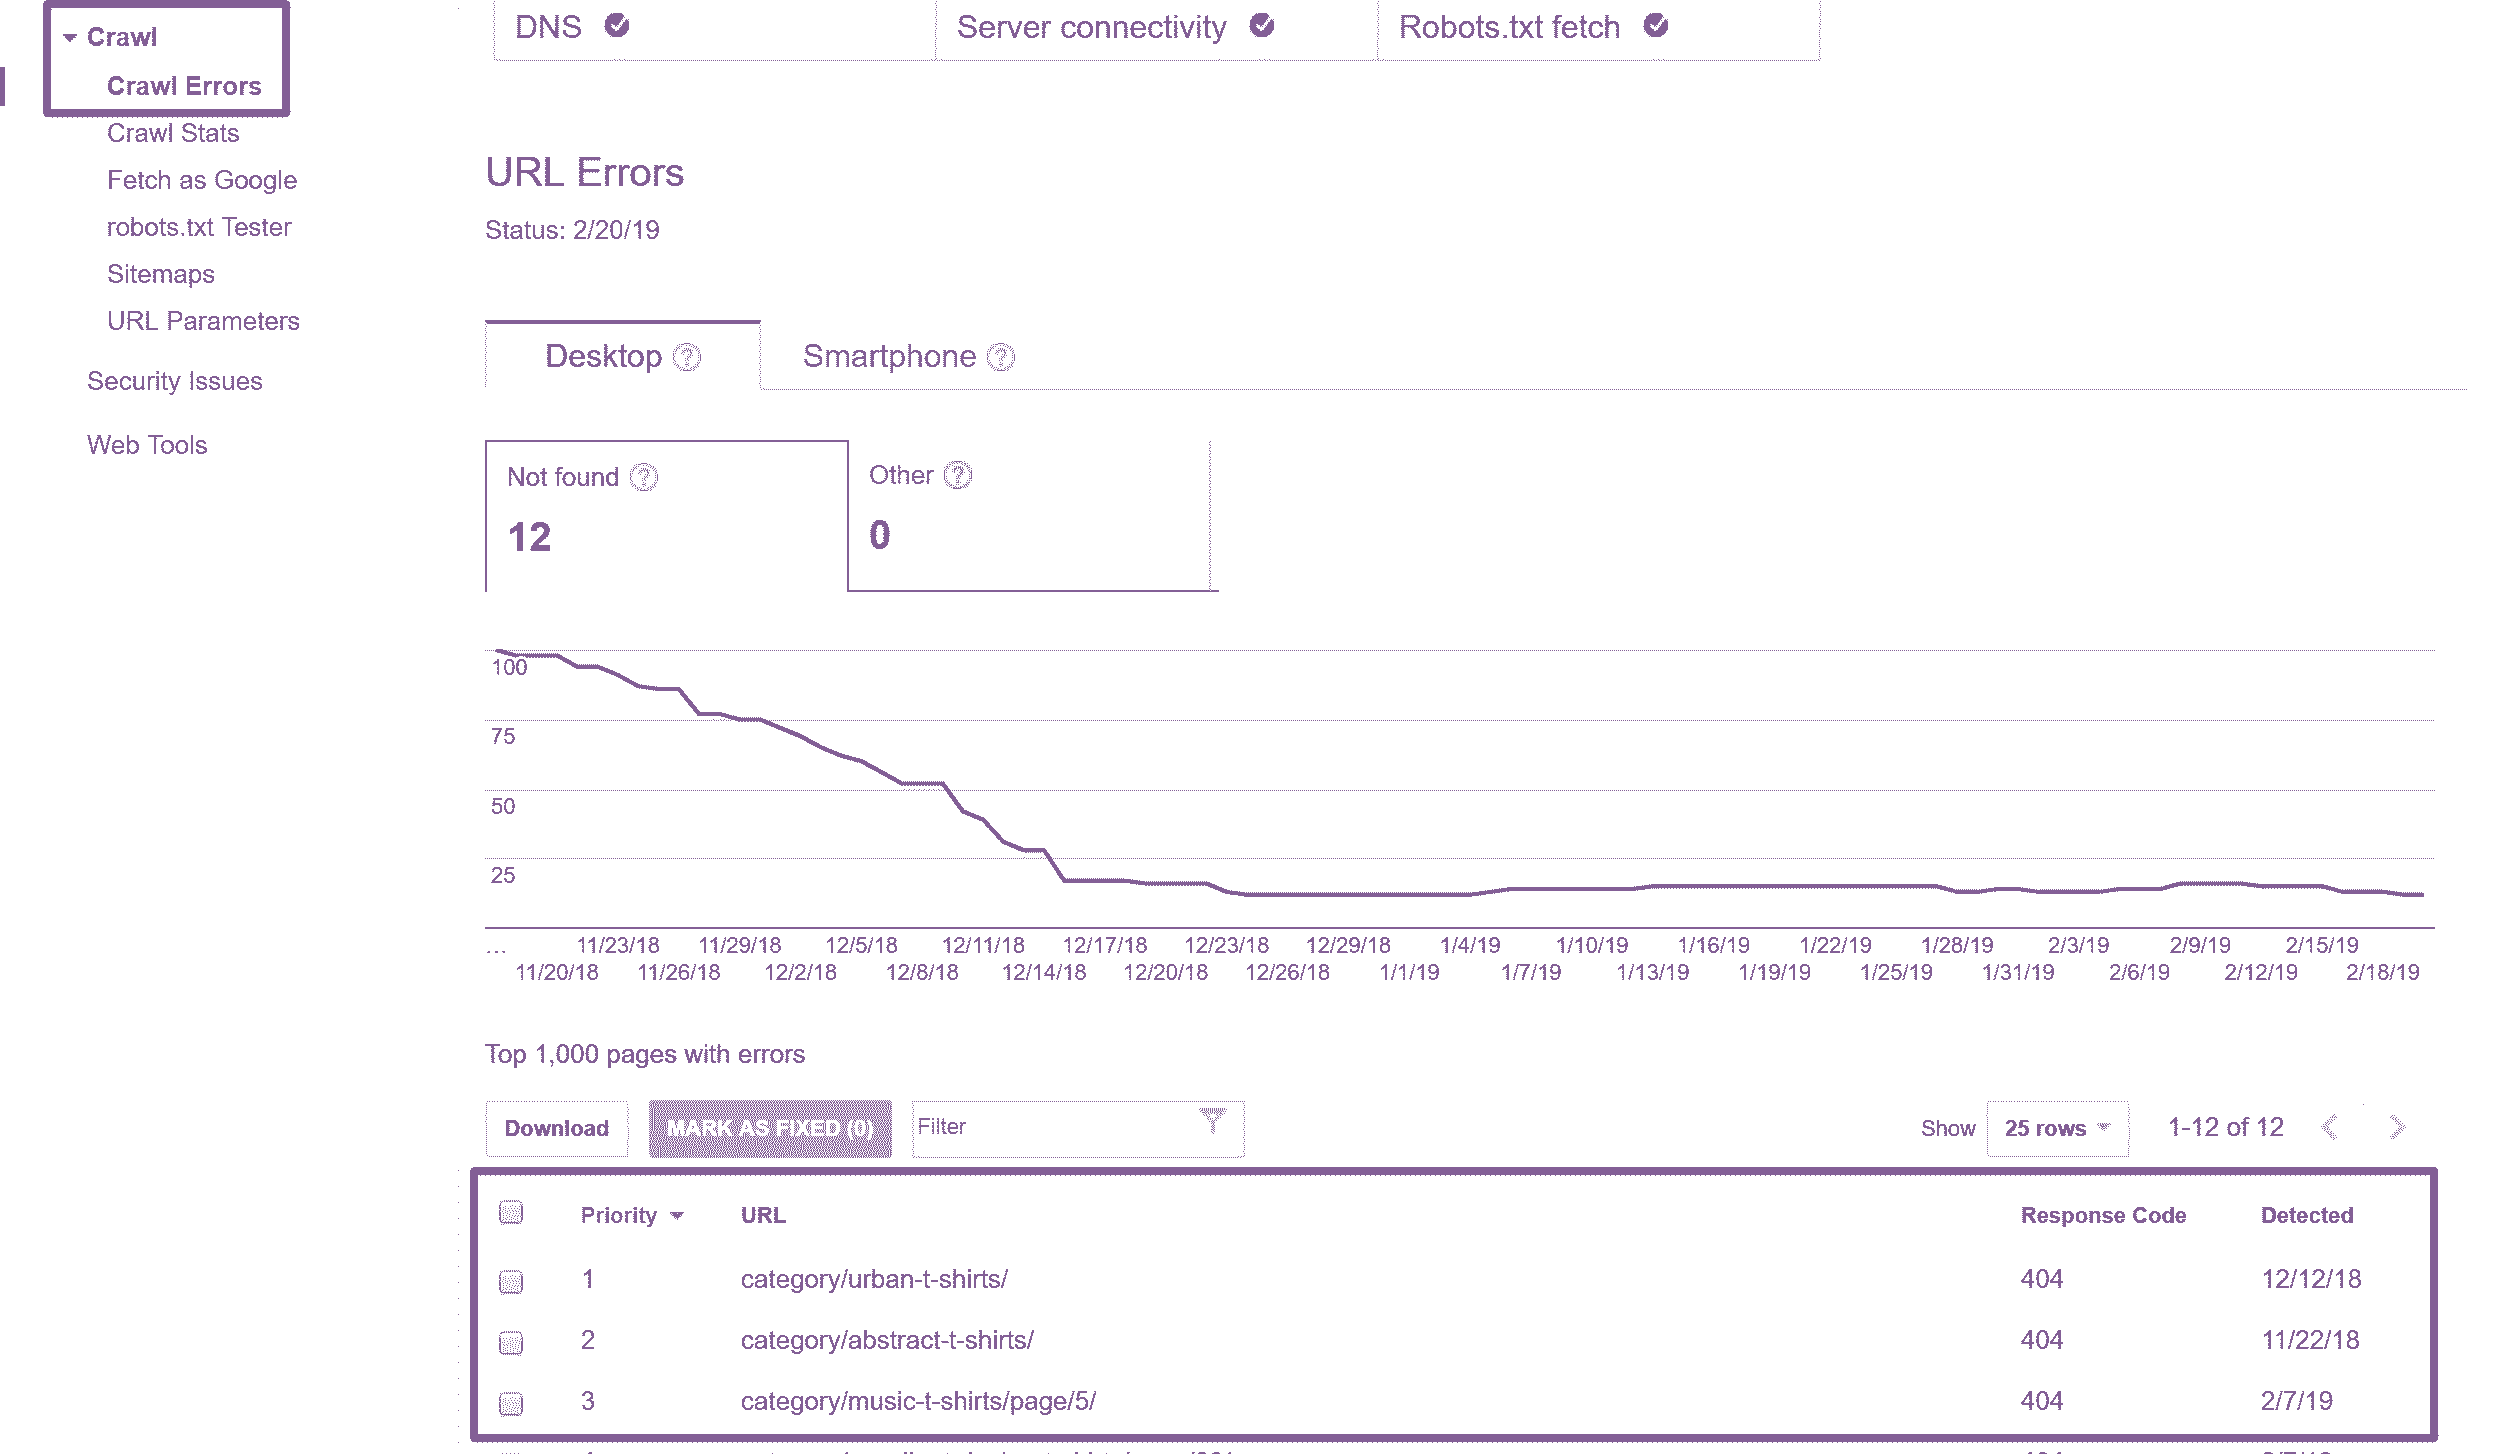 Crawl
Crawl Errors
Crawl Stats
Fetch as Google
robots.txt Tester
Sitemaps
URL Parameters
Security Issues
Web Tools
DNS Server connectivity Robots.txt fetch
URL Errors
Status: 2/20/19
Desktop ? Smartphone ?
Not found ? Other ?
12 0
100
75
50
25
... 11/23/18 11/29/18 12/5/18 12/11/18 12/17/18 12/23/18 12/29/18 1/4/19 1/10/19 1/16/19 1/22/19 1/28/19 2/3/19 2/9/19 2/15/19
11/20/18 11/26/18 12/2/18 12/8/18 12/14/18 12/20/18 12/26/18 1/1/19 1/7/19 1/13/19 1/19/19 1/25/19 1/31/19 2/6/19 2/12/19 2/18/19
Top 1,000 pages with errors
Download MARK AS FIXED (0) Filter Show 25 rows 1-12 of 12
Priority URL Response Code Detected
1 category/urban-t-shirts/ 404 12/12/18
2 category/abstract-t-shirts/ 404 11/22/18
3 category/music-t-shirts/page/5/ 404 2/7/19